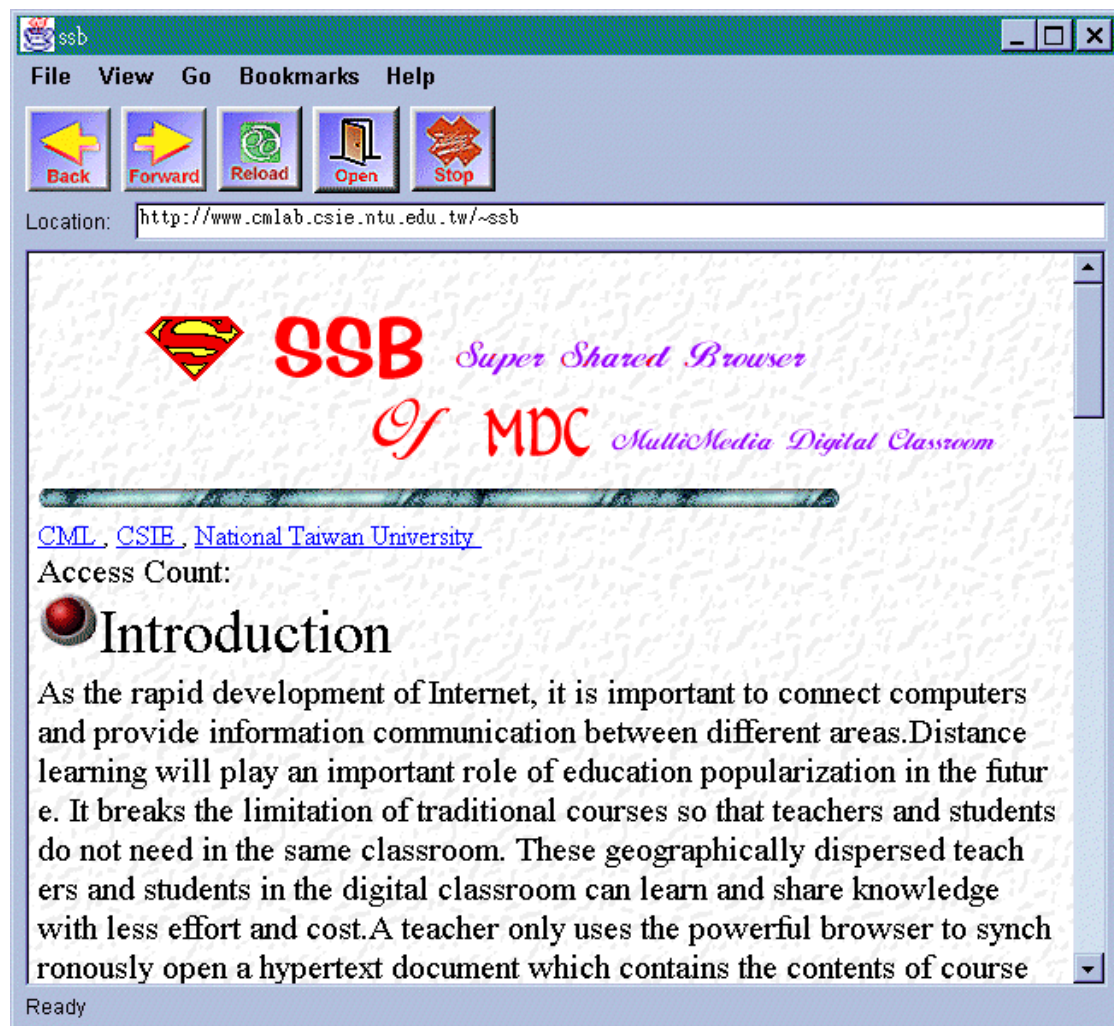 ssb
File View Go Bookmarks Help
Back Forward Reload Open Stop
Location: http://www.cmlab.csie.ntu.edu.tw/~ssb
SSB Super Shared Browser
Of MDC MultiMedia Digital Classroom
CML , CSIE , National Taiwan University
Access Count:
Introduction
As the rapid development of Internet, it is important to connect computers
and provide information communication between different areas.Distance
learning will play an important role of education popularization in the futur
e. It breaks the limitation of traditional courses so that teachers and students
do not need in the same classroom. These geographically dispersed teach
ers and students in the digital classroom can learn and share knowledge
with less effort and cost.A teacher only uses the powerful browser to synch
ronously open a hypertext document which contains the contents of course
Ready